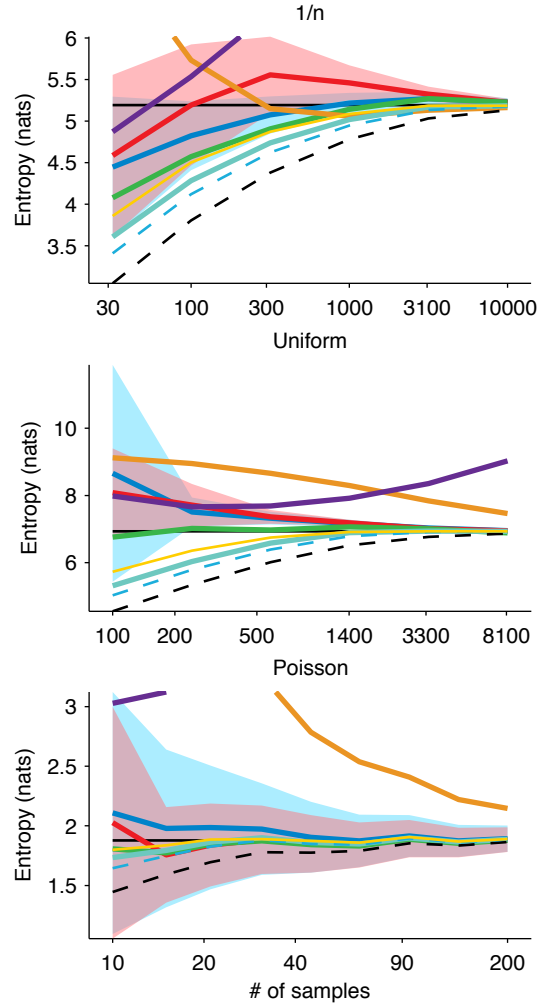 1/n
6
5.5
5
4.5
4
3.5
Entropy (nats)
30 100 300 1000 3100 10000
Uniform
10
8
6
Entropy (nats)
100 200 500 1400 3300 8100
Poisson
3
2.5
2
1.5
Entropy (nats)
10 20 40 90 200
# of samples